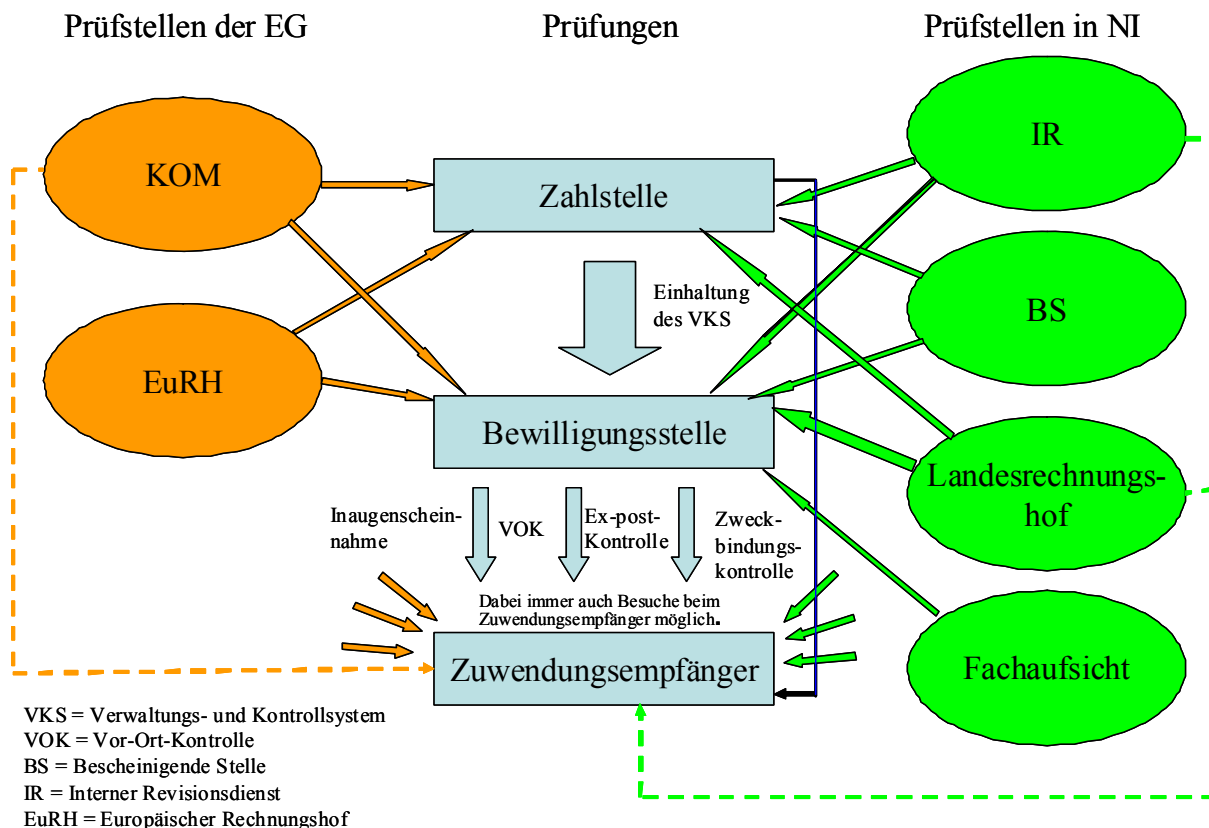 Prüfstellen der EG
Prüfungen
Prüfstellen in NI
KOM
EuRH
Zahlstelle
Einhaltung
des VKS
Bewilligungsstelle
Inaugenschein-
nahme
VOK
Ex-post-
Kontrolle
Zweck-
bindungs-
kontrolle
Dabei immer auch Besuche beim
Zuwendungsempfänger möglich.
Zuwendungsempfänger
IR
BS
Landesrechnungs-
hof
Fachaufsicht
VKS = Verwaltungs- und Kontrollsystem
VOK = Vor-Ort-Kontrolle
BS = Bescheinigende Stelle
IR = Interner Revisionsdienst
EuRH = Europäischer Rechnungshof